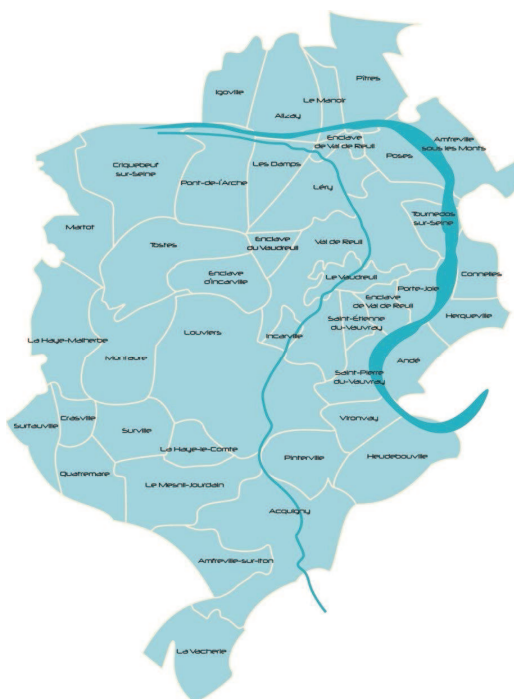 Pîtres
Igoville
Le Manoir
Alizay
Enclave
de Val de Reuil
Amfreville
sous les Monts
Poses
Criquebeuf
sur-Seine
Les Damps
Pont-de-l'Arche
Léry
Tournedos
sur-Seine
Martot
Tostes
Enclave
du Vaudreuil
Val de Reuil
Enclave
d'Incarville
Le Vaudreuil
Connelles
Porte-Joie
Enclave
de Val de Reuil
Herqueville
Saint-Étienne
du-Vauvray
Louviers
Incarville
La Haye-Malherbe
Andé
Saint-Pierre
du-Vauvray
Surtauville
Crasville
Surville
Vironvay
La Haye-le-Comte
Pinterville
Heudebouville
Quatremare
Le Mesnil-Jourdain
Acquigny
Amfreville-sur-Iton
La Vacherie